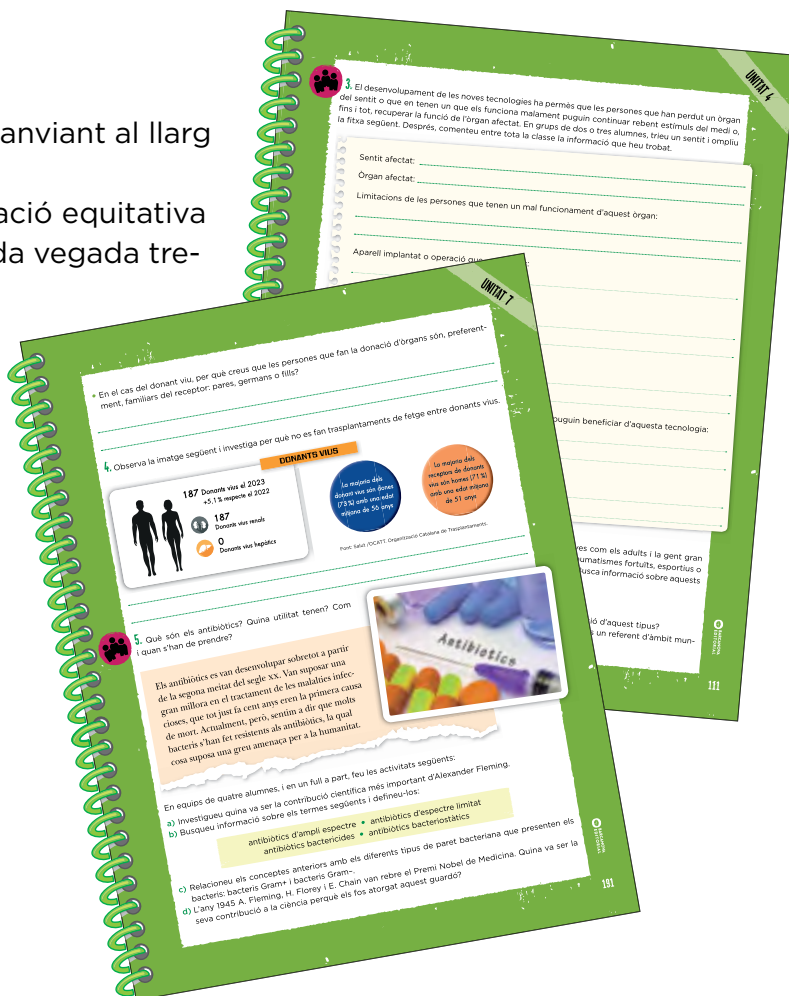 anviant al llarg
ació equitativa
da vegada tre-
UNITAT 4
3. El desenvolupament de les noves tecnologies ha permès que les persones que han perdut un òrgan
del sentit o que en tenen un que els funciona malament puguin continuar rebent estímuls del medi o,
fins i tot, recuperar la funció de l'òrgan afectat. En grups de dos o tres alumnes, trieu un sentit i ompliu
la fitxa següent. Després, comenteu entre tota la classe la informació que heu trobat.
Sentit afectat:
Òrgan afectat:
Limitacions de les persones que tenen un mal funcionament d'aquest òrgan:
Aparell implantat o operació que
puguin beneficiar d'aquesta tecnologia:
ves com els adults i la gent gran
umatismes fortuïts, esportius o
busca informació sobre aquests
ió d'aquest tipus?
s un referent d'àmbit mun-
BARCANOVA
EDITORIAL
111
UNITAT 7
• En el cas del donant viu, per què creus que les persones que fan la donació d'òrgans són, preferent-
ment, familiars del receptor: pares, germans o fills?
4. Observa la imatge següent i investiga per què no es fan trasplantaments de fetge entre donants vius.
DONANTS VIUS
187 Donants vius el 2023
+5,1 % respecte el 2022
187
Donants vius renals
0
Donants vius hepàtics
La majoria dels
donant vius són dones
(73 %) amb una edat
mitjana de 56 anys
La majoria dels
receptors de donants
vius són homes (71 %)
amb una edat mitjana
de 51 anys
Font: Salut /OCATT. Organització Catalana de Trasplantaments.
5. Què són els antibiòtics? Quina utilitat tenen? Com
i quan s'han de prendre?
Els antibiòtics es van desenvolupar sobretot a partir
de la segona meitat del segle XX. Van suposar una
gran millora en el tractament de les malalties infec-
cioses, que tot just fa cent anys eren la primera causa
de mort. Actualment, però, sentim a dir que molts
bacteris s'han fet resistents als antibiòtics, la qual
cosa suposa una greu amenaça per a la humanitat.
Antibiotics
En equips de quatre alumnes, i en un full a part, feu les activitats següents:
a) Investigueu quina va ser la contribució científica més important d'Alexander Fleming.
b) Busqueu informació sobre els termes següents i definiu-los:
antibiòtics d'ampli espectre • antibiòtics d'espectre limitat
antibiòtics bactericides • antibiòtics bacteriostàtics
c) Relacioneu els conceptes anteriors amb els diferents tipus de paret bacteriana que presenten els
bacteris: bacteris Gram+ i bacteris Gram-.
d) L'any 1945 A. Fleming, H. Florey i E. Chain van rebre el Premi Nobel de Medicina. Quina va ser la
seva contribució a la ciència perquè els fos atorgat aquest guardó?
BARCANOVA
EDITORIAL
191